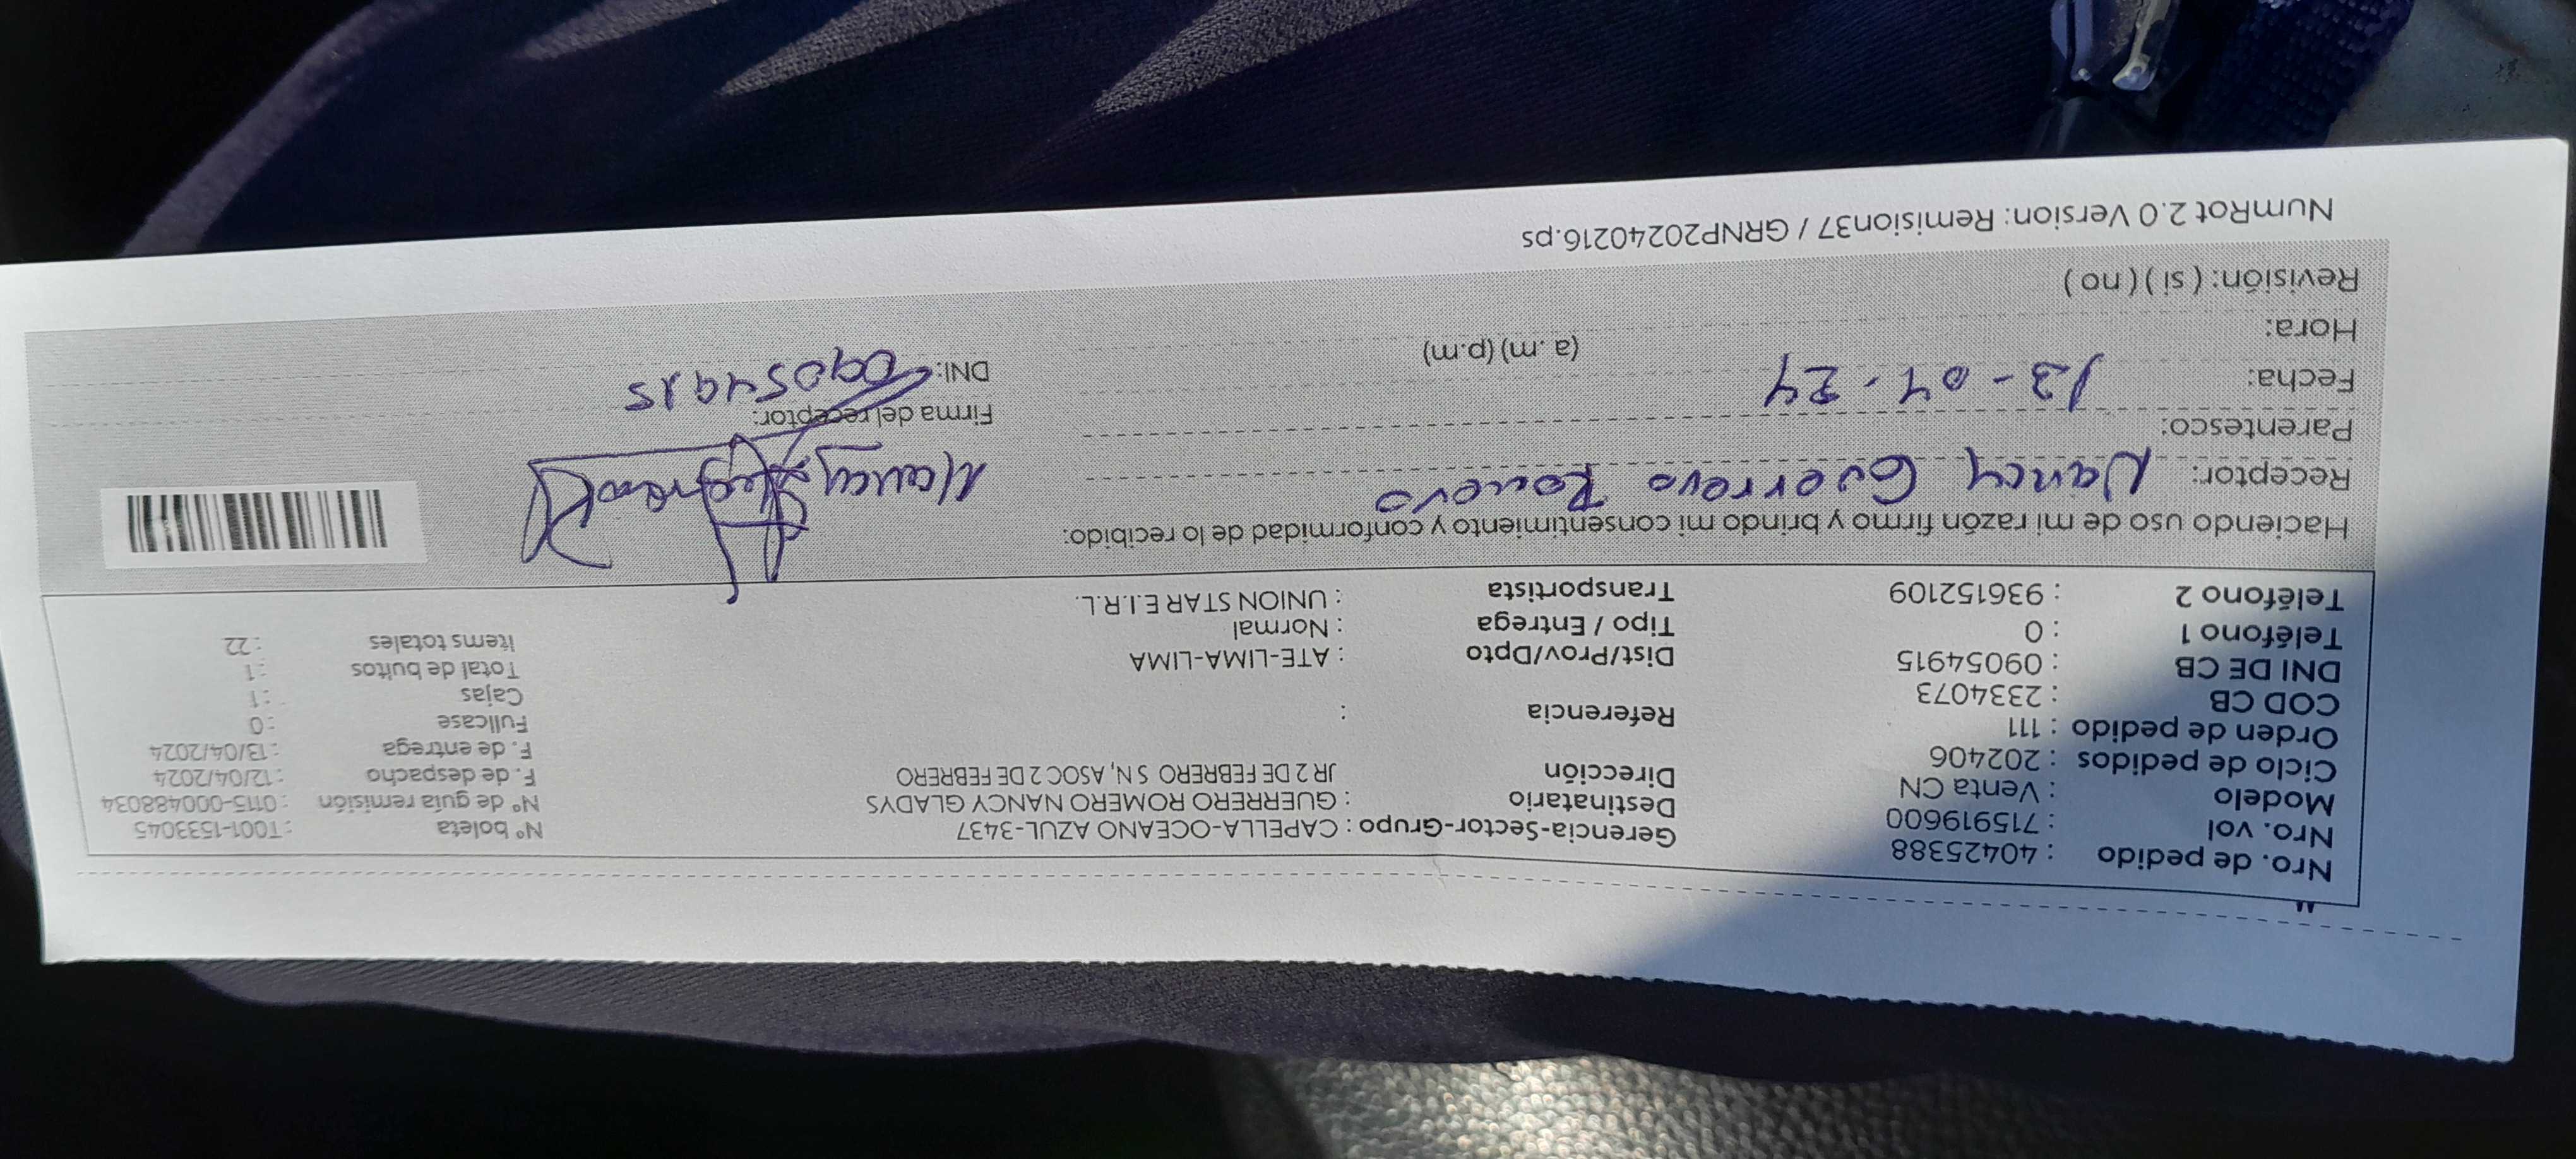 Nro. de pedido : 40425388
Nro. vol : 715919600
Modelo : Venta CN
Ciclo de pedidos : 202406
Orden de pedido : 111
COD CB : 2334073
DNI DE CB : 09054915
Teléfono 1 : 0
Teléfono 2 : 936152109
Gerencia-Sector-Grupo : CAPELLA-OCEANO AZUL-3437
Destinatario : GUERRERO ROMERO NANCY GLADYS
Dirección JR 2 DE FEBRERO S N, ASOC 2 DE FEBRERO
Referencia :
Dist/Prov/Dpto : ATE-LIMA-LIMA
Tipo / Entrega : Normal
Transportista : UNION STAR E.I.R.L.
Nº boleta : T001-1533045
Nº de guía remisión : 0115-000488034
F. de despacho : 12/04/2024
F. de entrega : 13/04/2024
Fullcase : 0
Cajas : 1
Total de bultos : 1
Ítems totales : 22
Haciendo uso de mi razón firmo y brindo mi consentimiento y conformidad de lo recibido:
Receptor: Nancy Guerrero Romero
Parentesco:
Fecha: 13-04-24
Hora: (a.m) (p.m)
Revisión: ( si ) ( no )
Nancy
Firma del receptor:
DNI: 09054915
NumRot 2.0 Version: Remision37 / GRNP20240216.ps